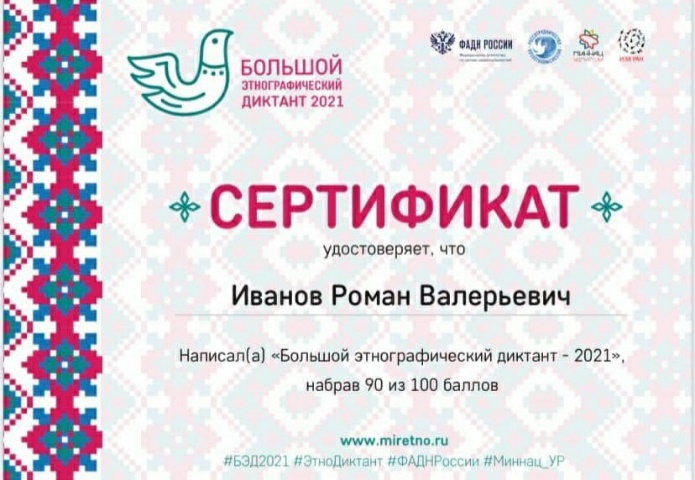 БОЛЬШОЙ
ЭТНОГРАФИЧЕСКИЙ
ДИКТАНТ 2021
ФАДН РОССИИ
МИННАЦ
ИЭА РАН
СЕРТИФИКАТ
удостоверяет, что
Иванов Роман Валерьевич
Написал(а) «Большой этнографический диктант - 2021»,
набрав 90 из 100 баллов
www.miretno.ru
#БЭД2021 #ЭтноДиктант #ФАДНРоссии #Миннац_УР